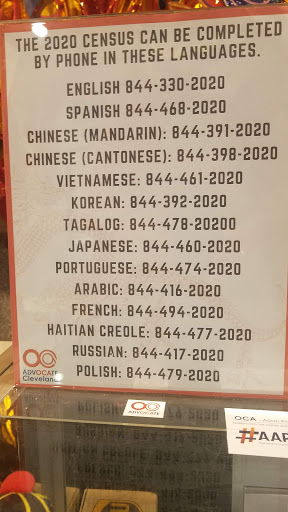 THE 2020 CENSUS CAN BE COMPLETED
BY PHONE IN THESE LANGUAGES.
ENGLISH 844-330-2020
SPANISH 844-468-2020
CHINESE (MANDARIN): 844-391-2020
CHINESE (CANTONESE): 844-398-2020
VIETNAMESE: 844-461-2020
KOREAN: 844-392-2020
TAGALOG: 844-478-20200
JAPANESE: 844-460-2020
PORTUGUESE: 844-474-2020
ARABIC: 844-416-2020
FRENCH: 844-494-2020
HAITIAN CREOLE: 844-477-2020
RUSSIAN: 844-417-2020
POLISH: 844-479-2020
ADVOCATE
Cleveland
ADVOCATE
OCA
#AAP